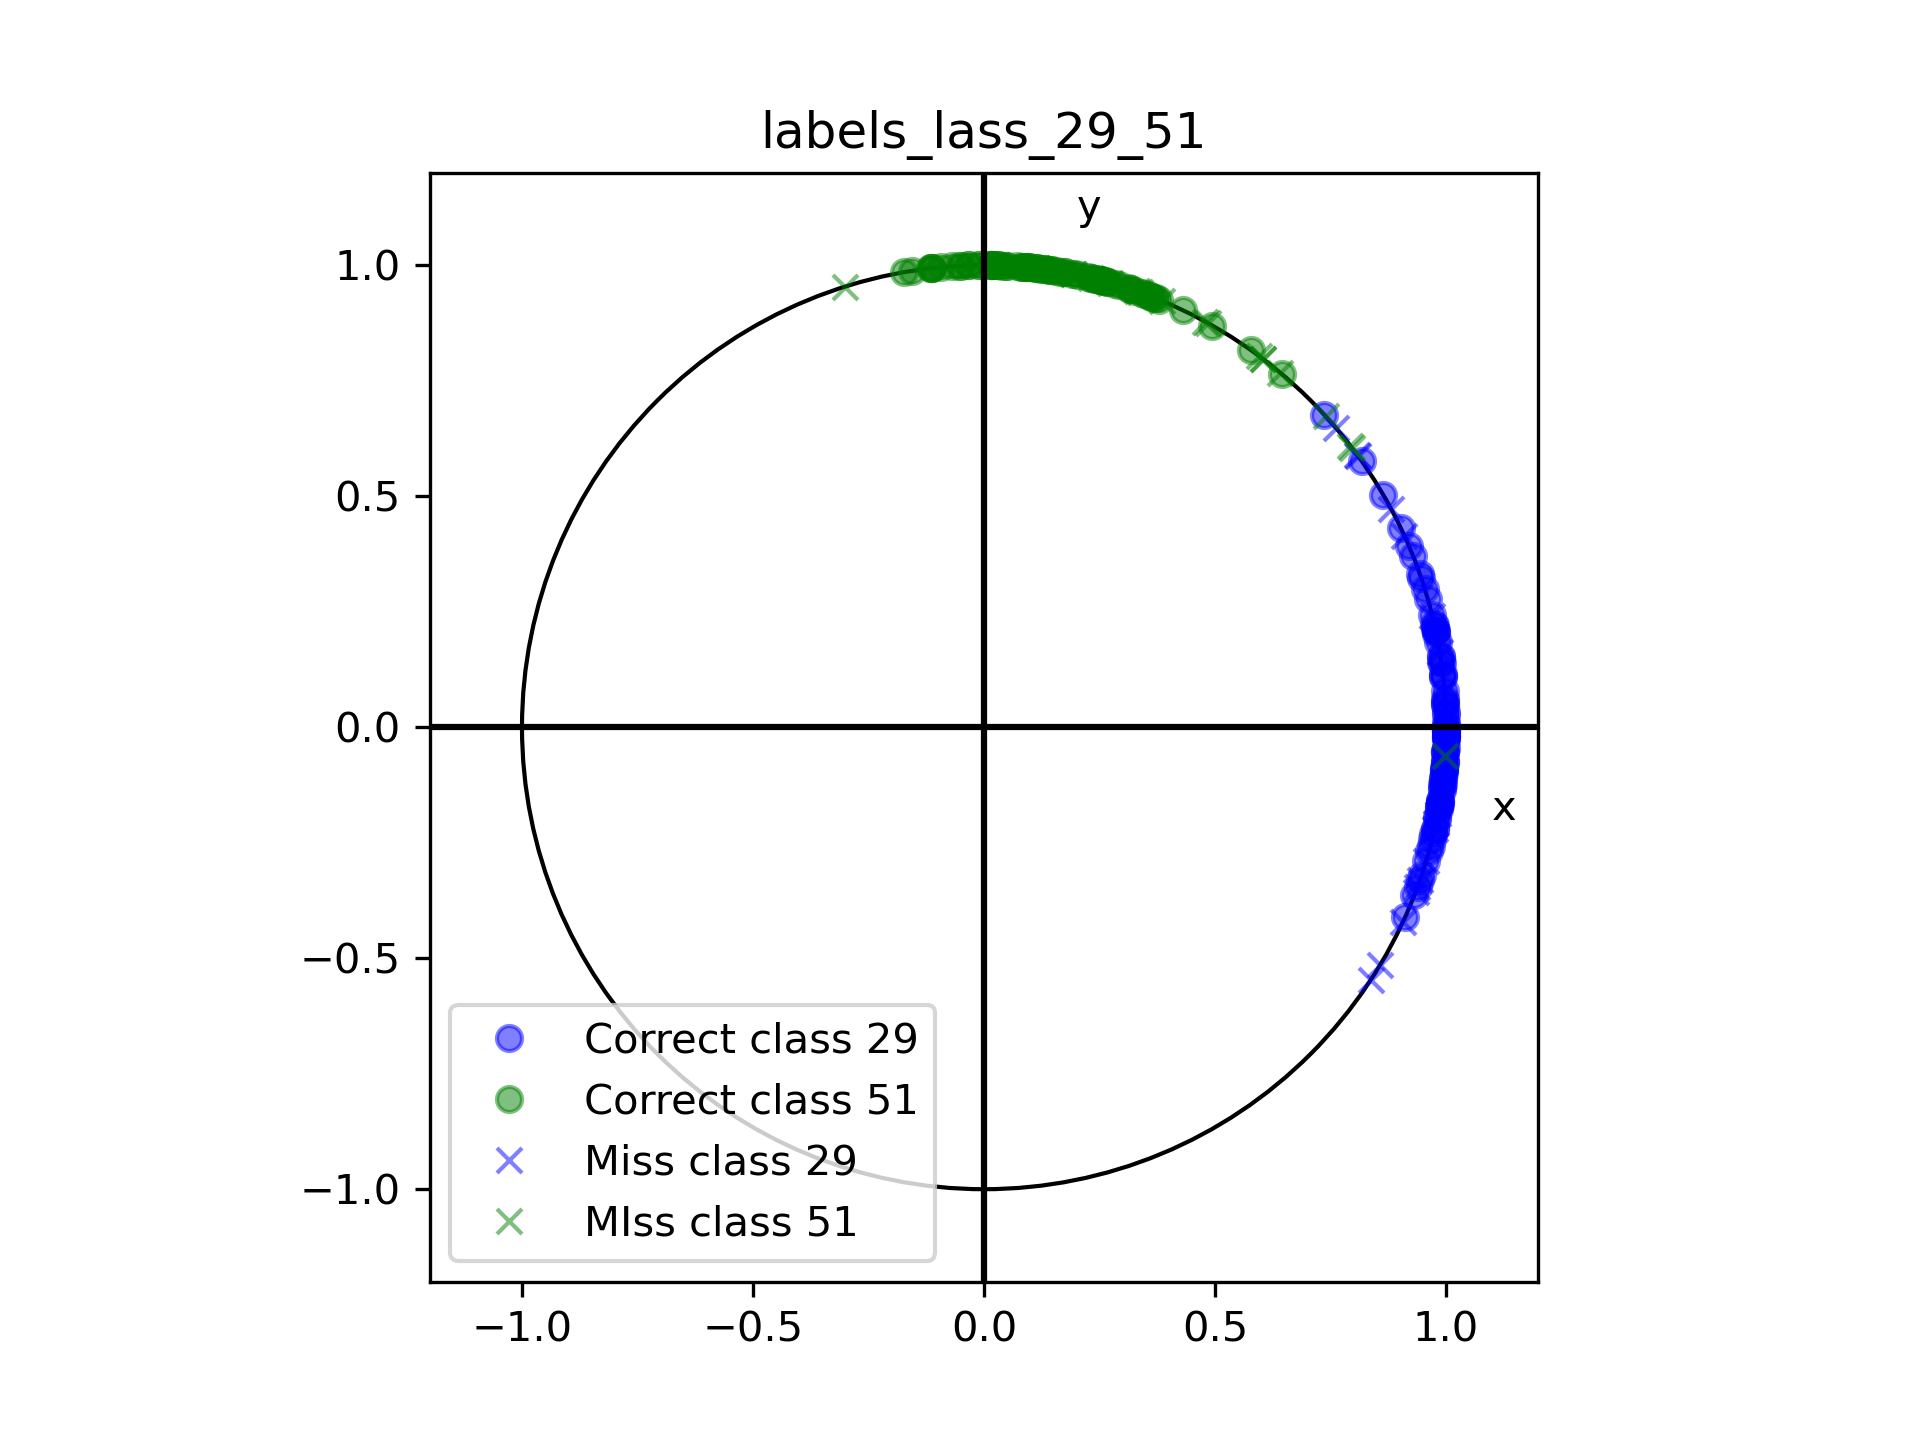 labels_lass_29_51
y
1.0
0.5
0.0
−0.5
−1.0
x
Correct class 29
Correct class 51
Miss class 29
MIss class 51
−1.0 −0.5 0.0 0.5 1.0